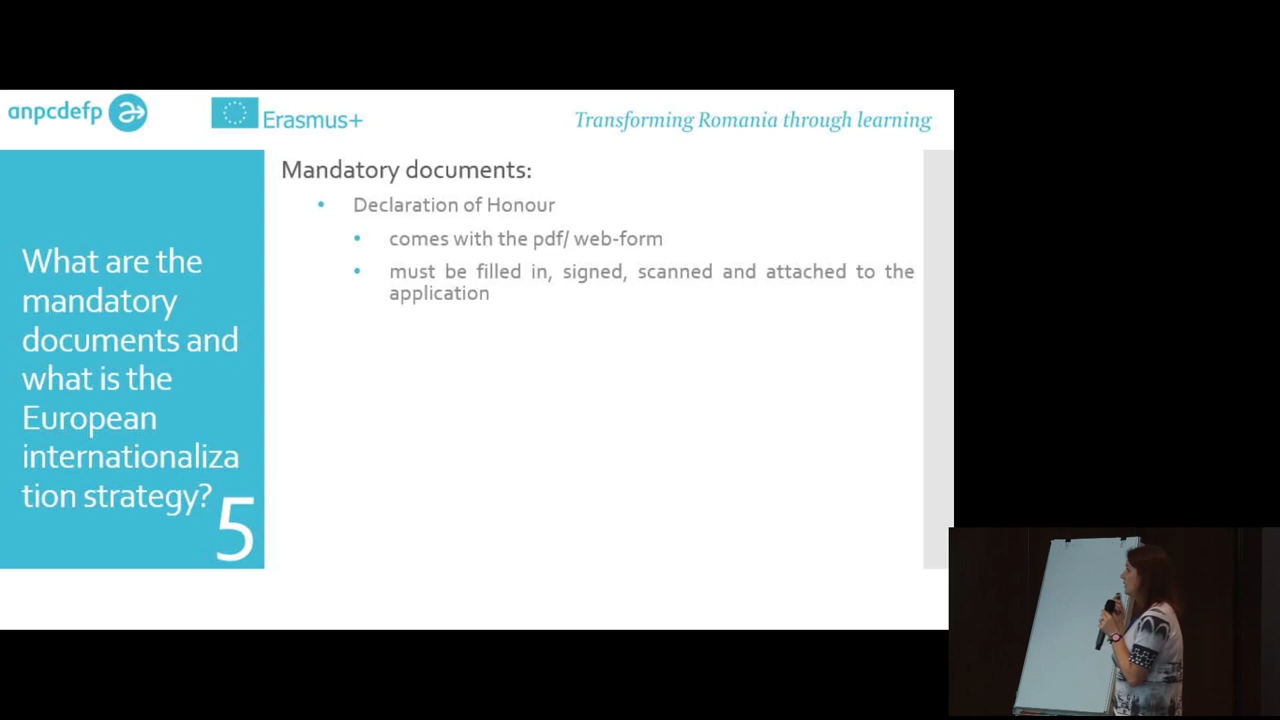 anpcdefp
Erasmus+
Transforming Romania through learning
What are the
mandatory
documents and
what is the
European
internationaliza
tion strategy?
5
Mandatory documents:
• Declaration of Honour
• comes with the pdf/ web-form
• must be filled in, signed, scanned and attached to the
application